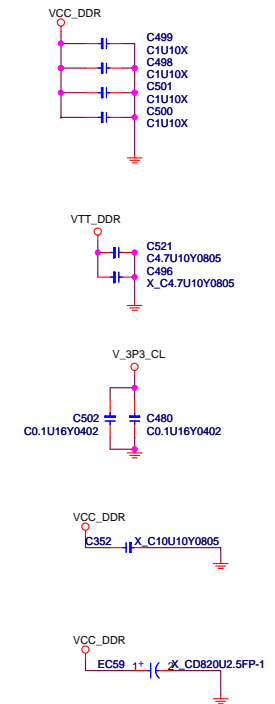 VCC_DDR
C499
C1U10X
C498
C1U10X
C501
C1U10X
C500
C1U10X
VTT_DDR
C521
C4.7U10Y0805
C496
X_C4.7U10Y0805
V_3P3_CL
C502
C0.1U16Y0402
C480
C0.1U16Y0402
VCC_DDR
C352 X_C10U10Y0805
VCC_DDR
EC59 1+ 2 X_CD820U2.5FP-1